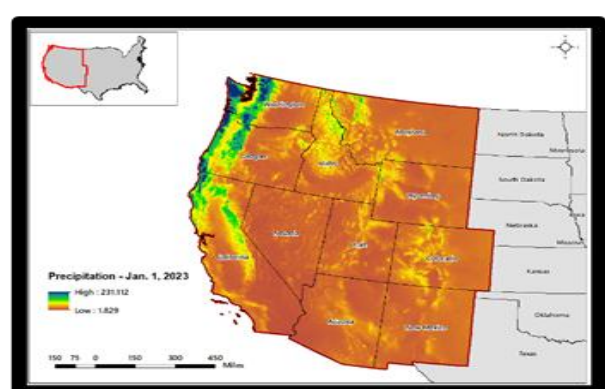 Washington
Montana
North Dakota
Minnesota
Oregon
Idaho
South Dakota
Wyoming
Nebraska
Nevada
Utah
Colorado
Kansas
California
Precipitation - Jan. 1, 2023
High : 231.112
Low : 1.829
Oklahoma
Arizona
New Mexico
Texas
150 75 0 150 300 450
Miles